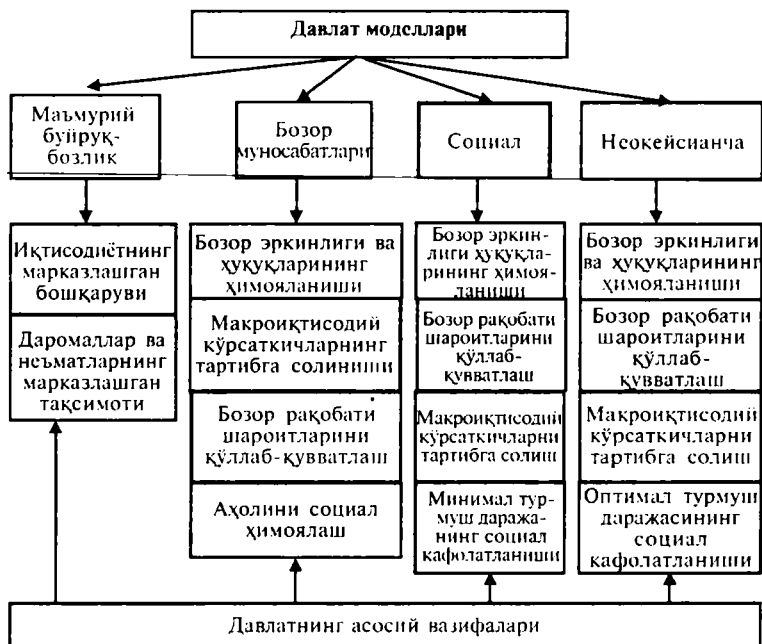 Давлат моделлари
Маъмурий
буйруқ-
бозлик
Бозор
муносабатлари
Социал
Неокейсианча
Иқтисодиётнинг
марказлашган
бошқаруви
Даромаллар ва
неъматларнинг
марказлашган
тақсимоти
Бозор эркинлиги ва
ҳуқуқларининг
ҳимояланиши
Макроиқтисодий
кўрсаткичларнинг
тартибга солиниши
Бозор рақобати
шароитларини
қўллаб-қувватлаш
Аҳолини социал
ҳимоялаш
Бозор эркин-
лиги ҳуқуқла-
рининг ҳимоя-
ланиши
Бозор рақобати
шароитларини
қўллаб-
қувватлаш
Макроиқтисодий
кўрсаткичларни
тартибга солиш
Минимал тур-
муш даража-
нинг социал
кафолатланиши
Бозор эркинлиги
ва ҳуқуқларининг
ҳимояланиши
Бозор рақобати
шароитларини
қўллаб-
қувватлаш
Макроиқтисодий
кўрсаткичларни
тартибга солиш
Оптимал турмуш
даражасининг
социал
кафолатланиши
Давлатнинг асосий вазифалари